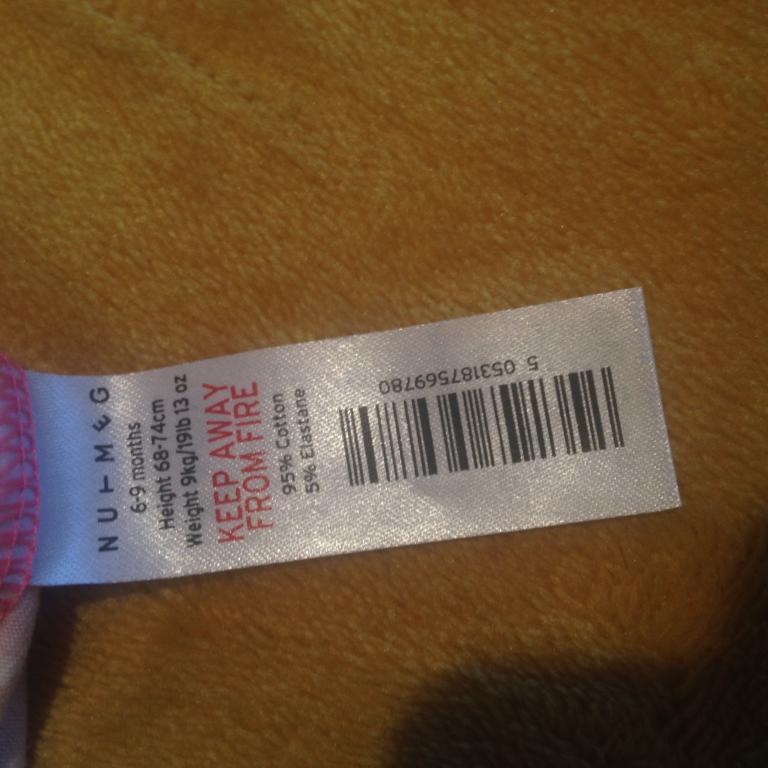 NUTMEG
6-9 months
Height 68-74cm
Weight 9kg/19lb 13 oz
KEEP AWAY
FROM FIRE
95% Cotton
5% Elastane
5 053187569780